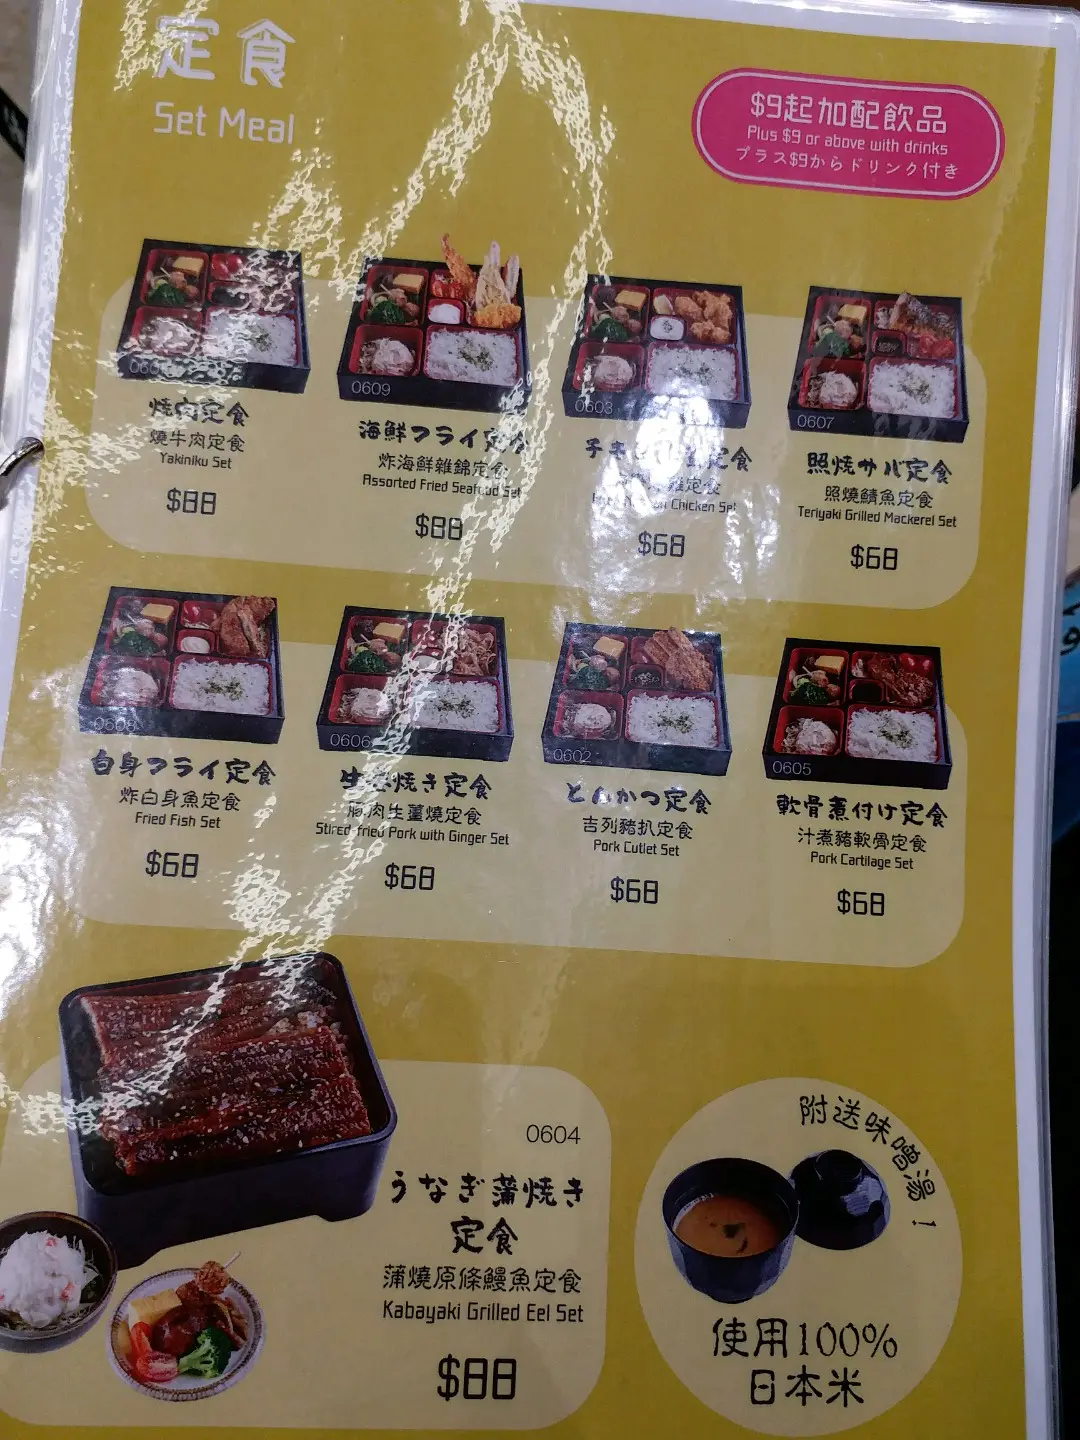 定食
Set Meal
$9起加配飲品
Plus $9 or above with drinks
プラス$9からドリンク付き
焼肉定食
燒牛肉定食
Yakiniku Set
$88
0609
海鮮フライ定食
炸海鮮雜錦定食
Assorted Fried Seafood Set
$88
0603
定食
定食
Chicken Set
$68
0607
照焼サバ定食
照燒鯖魚定食
Teriyaki Grilled Mackerel Set
$68
0608
白身フライ定食
炸白身魚定食
Fried Fish Set
$68
0606
生姜焼き定食
豚肉生薑燒定食
Stired-fried Pork with Ginger Set
$68
0602
とんかつ定食
吉列豬扒定食
Pork Cutlet Set
$68
0605
軟骨煮付け定食
汁煮豬軟骨定食
Pork Cartilage Set
$68
0604
うなぎ蒲焼き
定食
蒲燒原條鰻魚定食
Kabayaki Grilled Eel Set
$88
附送味噌湯！
使用100%
日本米